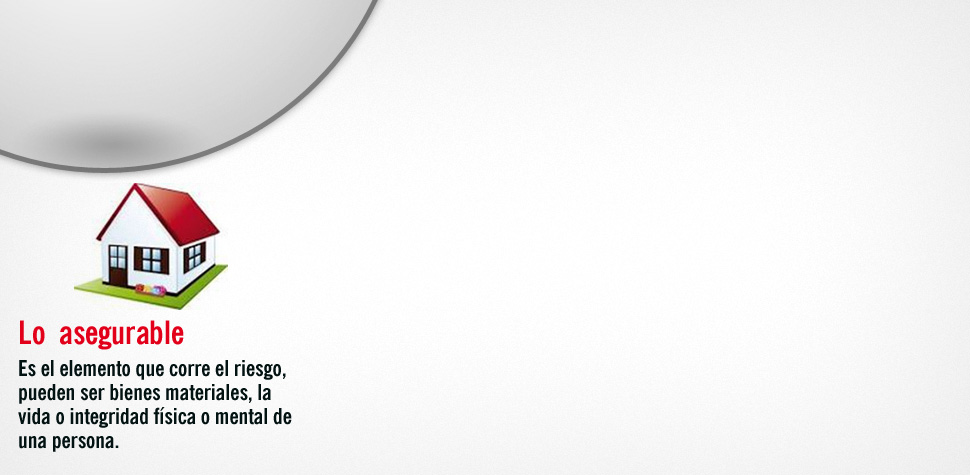 Lo asegurable
Es el elemento que corre el riesgo,
pueden ser bienes materiales, la
vida o integridad física o mental de
una persona.